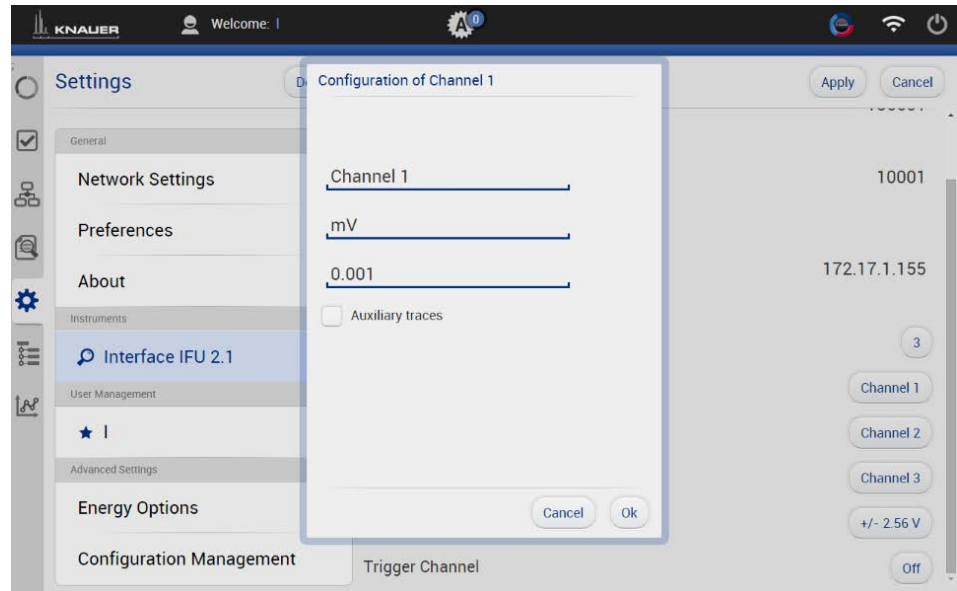 KNAUER
Welcome: I
0
Settings
Apply
Cancel
General
Network Settings
Preferences
About
Instruments
Interface IFU 2.1
User Management
I
Advanced Settings
Energy Options
Configuration Management
Configuration of Channel 1
Channel 1
mV
0.001
Auxiliary traces
Cancel
Ok
10001
172.17.1.155
3
Channel 1
Channel 2
Channel 3
+/- 2.56 V
Trigger Channel
Off